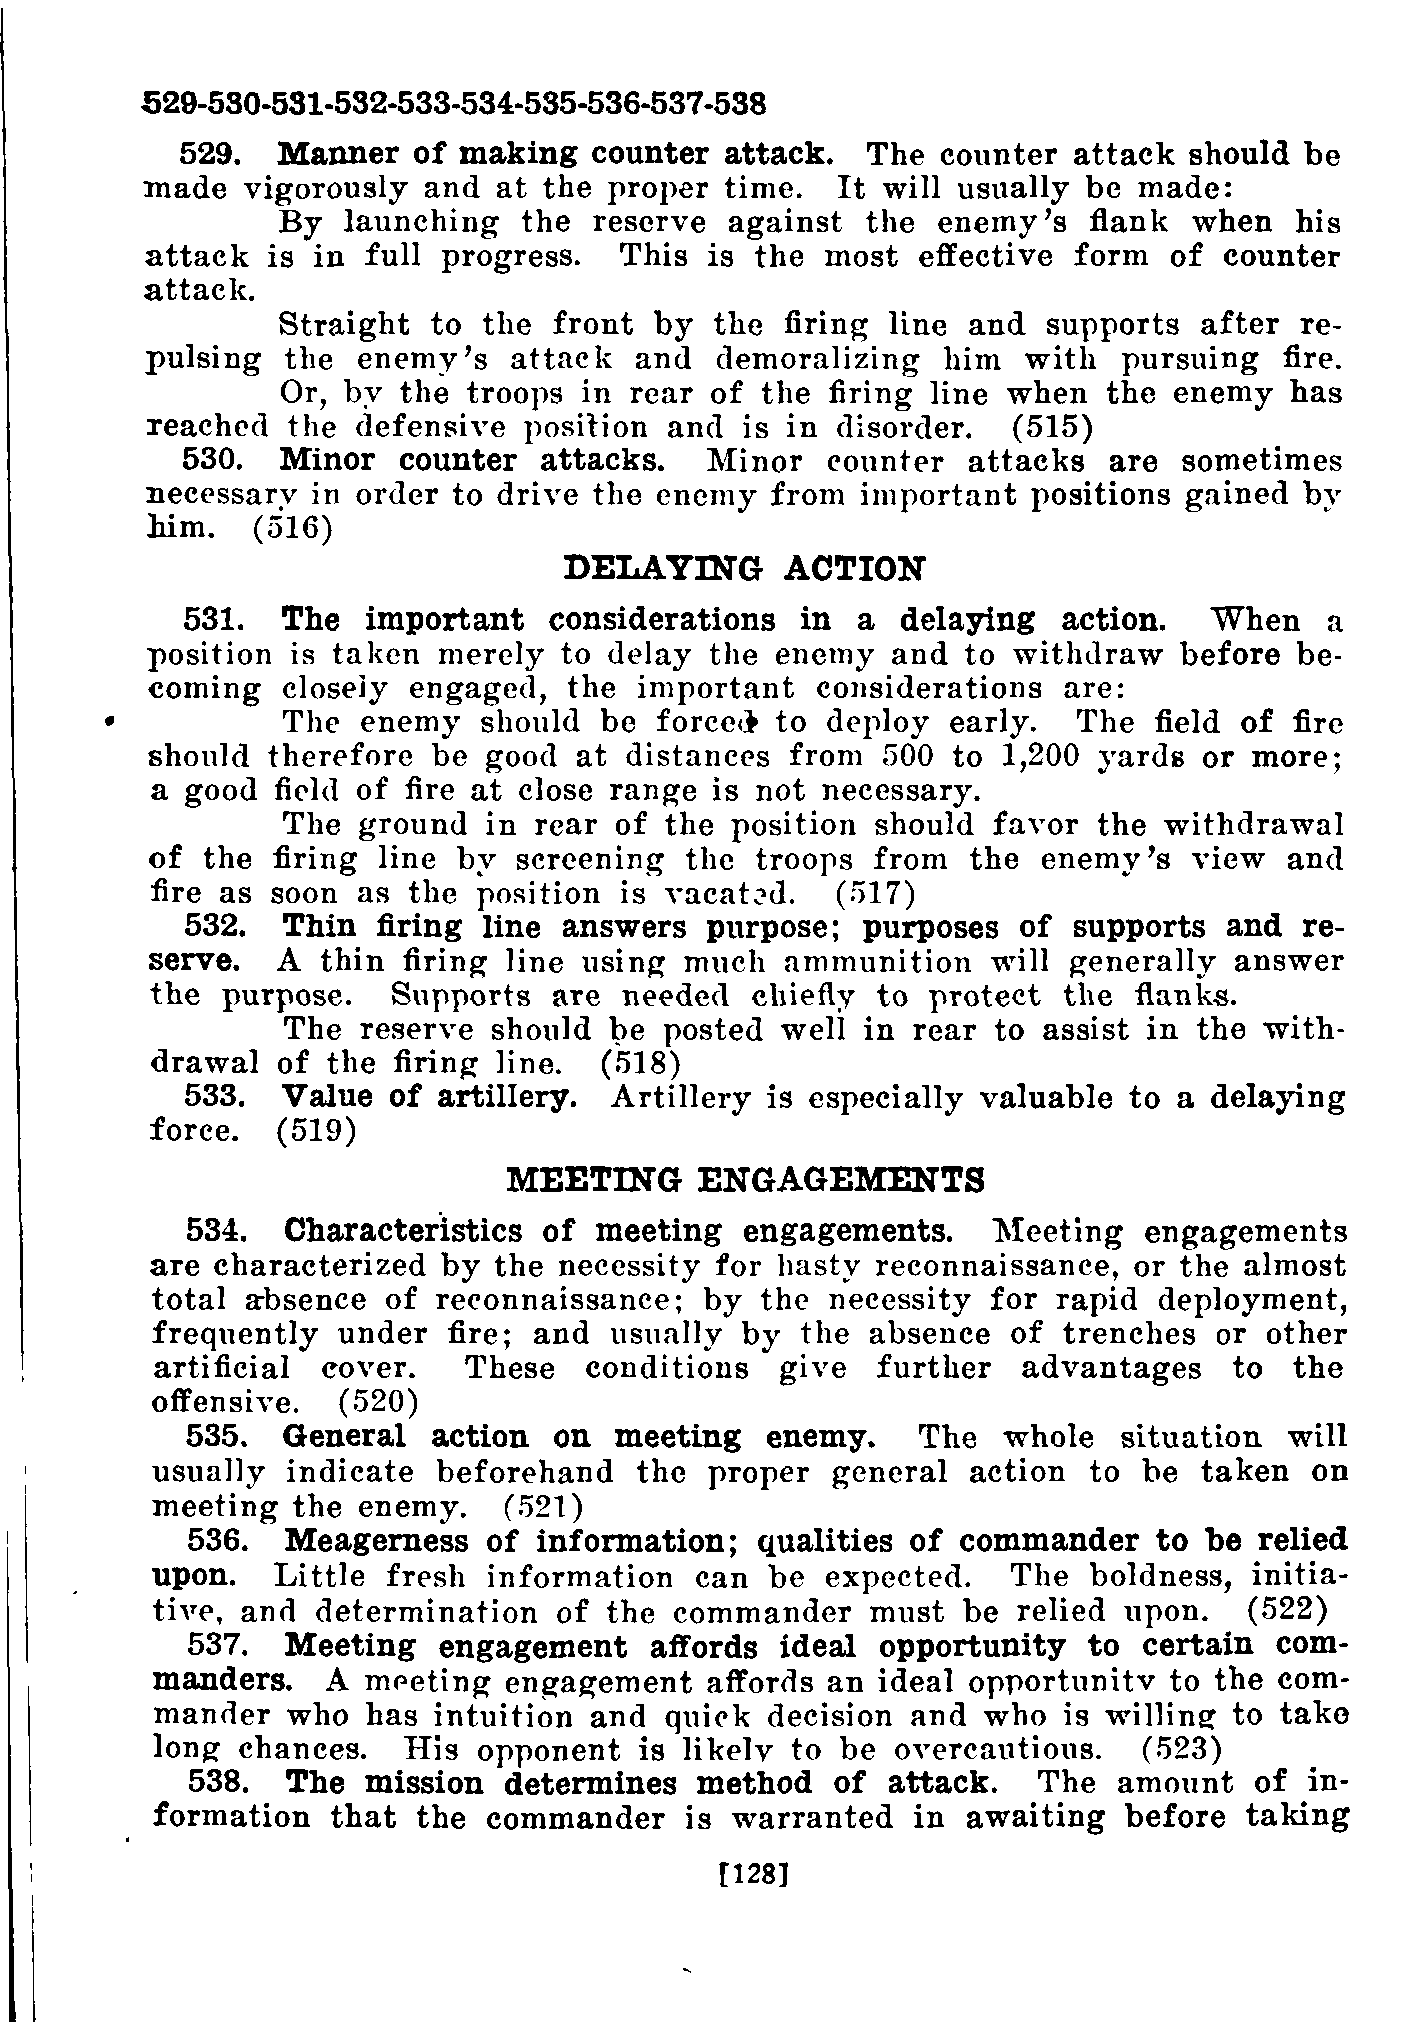 529-530-531-532-533-534-535-536-537-538
529. Manner of making counter attack. The counter attack should be
made vigorously and at the proper time. It will usually be made:
By launching the reserve against the enemy's flank when his
attack is in full progress. This is the most effective form of counter
attack.
Straight to the front by the firing line and supports after re-
pulsing the enemy's attack and demoralizing him with pursuing fire.
Or, by the troops in rear of the firing line when the enemy has
reached the defensive position and is in disorder. (515)
530. Minor counter attacks. Minor counter attacks are sometimes
necessary in order to drive the enemy from important positions gained by
him. (516)
DELAYING ACTION
531. The important considerations in a delaying action. When a
position is taken merely to delay the enemy and to withdraw before be-
coming closely engaged, the important considerations are:
The enemy should be forced to deploy early. The field of fire
should therefore be good at distances from 500 to 1,200 yards or more;
a good field of fire at close range is not necessary.
The ground in rear of the position should favor the withdrawal
of the firing line by screening the troops from the enemy's view and
fire as soon as the position is vacated. (517)
532. Thin firing line answers purpose; purposes of supports and re-
serve. A thin firing line using much ammunition will generally answer
the purpose. Supports are needed chiefly to protect the flanks.
The reserve should be posted well in rear to assist in the with-
drawal of the firing line. (518)
533. Value of artillery. Artillery is especially valuable to a delaying
force. (519)
MEETING ENGAGEMENTS
534. Characteristics of meeting engagements. Meeting engagements
are characterized by the necessity for hasty reconnaissance, or the almost
total absence of reconnaissance; by the necessity for rapid deployment,
frequently under fire; and usually by the absence of trenches or other
artificial cover. These conditions give further advantages to the
offensive. (520)
535. General action on meeting enemy. The whole situation will
usually indicate beforehand the proper general action to be taken on
meeting the enemy. (521)
536. Meagerness of information; qualities of commander to be relied
upon. Little fresh information can be expected. The boldness, initia-
tive, and determination of the commander must be relied upon. (522)
537. Meeting engagement affords ideal opportunity to certain com-
manders. A meeting engagement affords an ideal opportunity to the com-
mander who has intuition and quick decision and who is willing to take
long chances. His opponent is likely to be overcautious. (523)
538. The mission determines method of attack. The amount of in-
formation that the commander is warranted in awaiting before taking
[128]